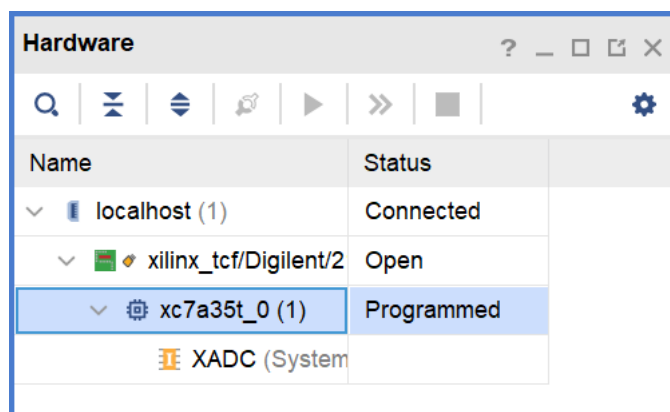 Hardware
Name Status
localhost (1) Connected
xilinx_tcf/Digilent/2 Open
xc7a35t_0 (1) Programmed
XADC (System